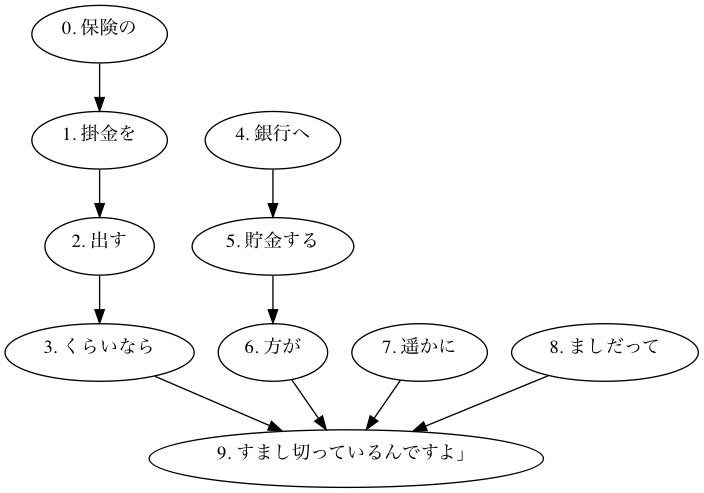 0. 保険の
1. 掛金を
4. 銀行へ
2. 出す
5. 貯金する
3. くらいなら
6. 方が
7. 遥かに
8. ましだって
9. すまし切っているんですよ」